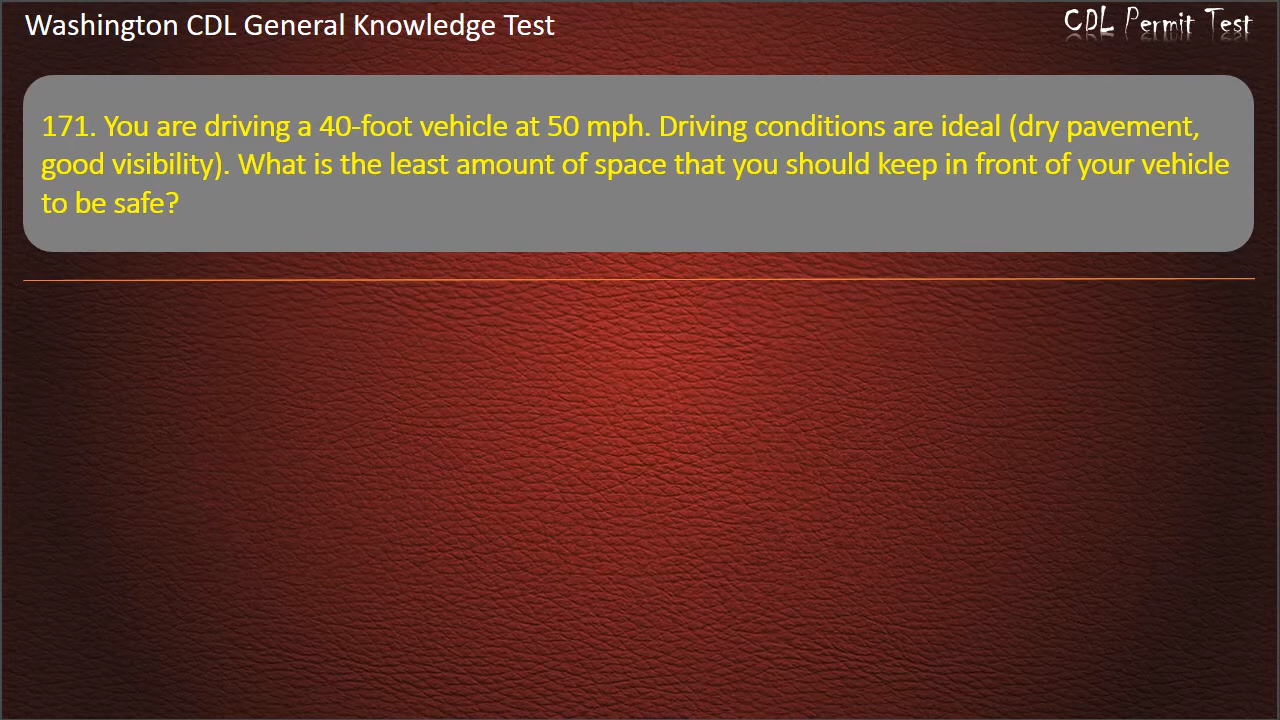 Washington CDL General Knowledge Test
CDL Permit Test
171. You are driving a 40-foot vehicle at 50 mph. Driving conditions are ideal (dry pavement,
good visibility). What is the least amount of space that you should keep in front of your vehicle
to be safe?